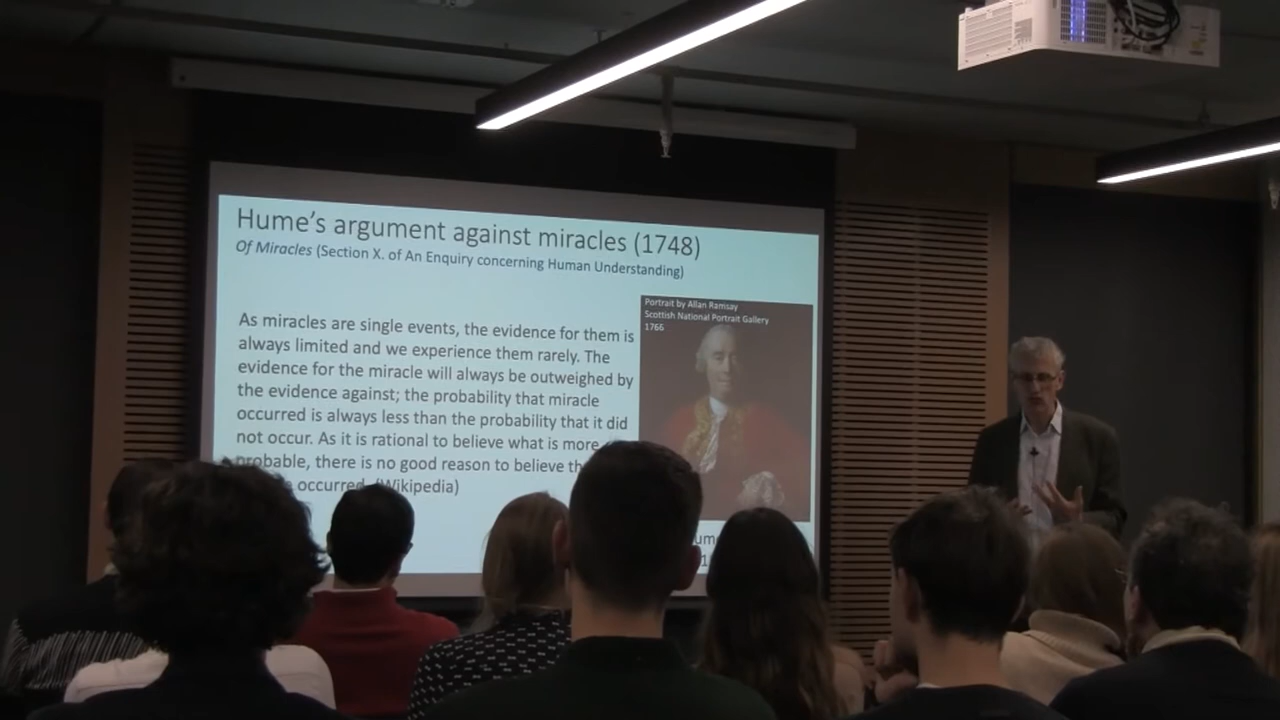 Hume's argument against miracles (1748)
Of Miracles (Section X. of An Enquiry concerning Human Understanding)
As miracles are single events, the evidence for them is
always limited and we experience them rarely. The
evidence for the miracle will always be outweighed by
the evidence against; the probability that miracle
occurred is always less than the probability that it did
not occur. As it is rational to believe what is more
probable, there is no good reason to believe th
occurred. (Wikipedia)
Portrait by Allan Ramsay
Scottish National Portrait Gallery
1766